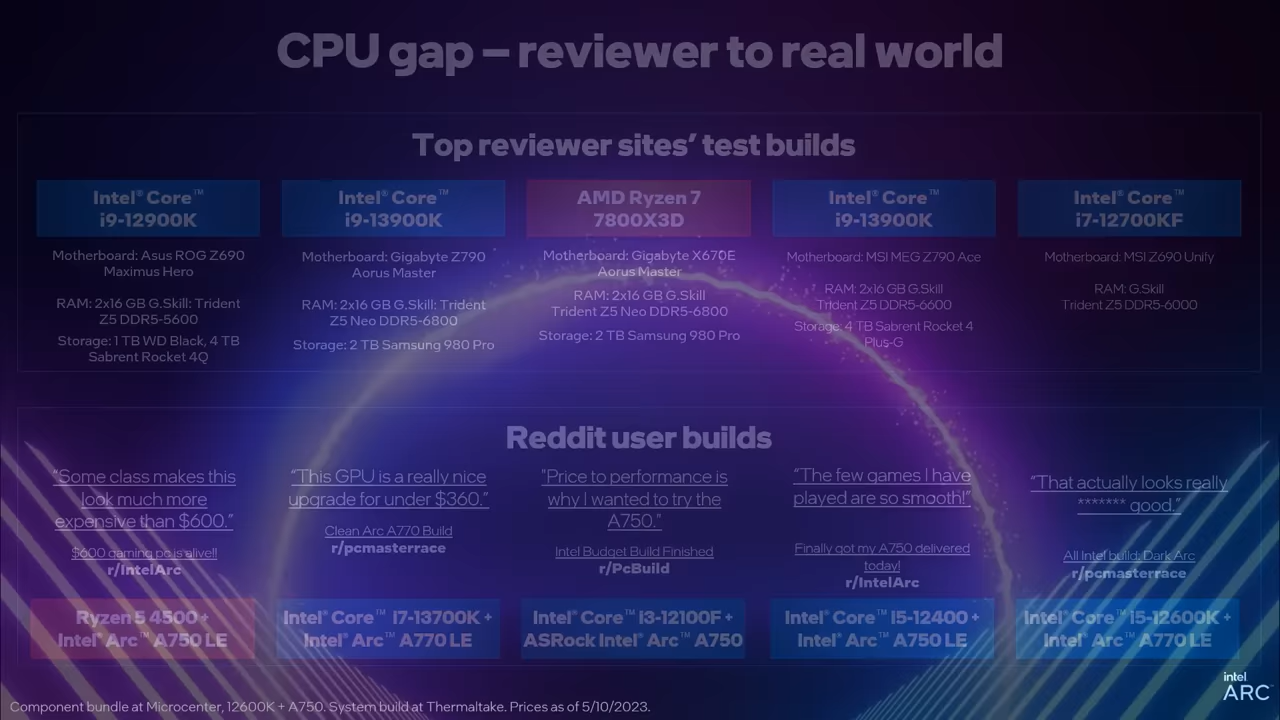 CPU gap – reviewer to real world
Top reviewer sites’ test builds
Intel® Core™
i9-12900K
Motherboard: Asus ROG Z690
Maximus Hero
RAM: 2x16 GB G.Skill: Trident
Z5 DDR5-5600
Storage: 1 TB WD Black, 4 TB
Sabrent Rocket 4Q
Intel® Core™
i9-13900K
Motherboard: Gigabyte Z790
Aorus Master
RAM: 2x16 GB G.Skill: Trident
Z5 Neo DDR5-6800
Storage: 2 TB Samsung 980 Pro
AMD Ryzen 7
7800X3D
Motherboard: Gigabyte X670E
Aorus Master
RAM: 2x16 GB G.Skill
Trident Z5 Neo DDR5-6800
Storage: 2 TB Samsung 980 Pro
Intel® Core™
i9-13900K
Motherboard: MSI MEG Z790 Ace
RAM: 2x16 GB G.Skill
Trident Z5 DDR5-6600
Storage: 4 TB Sabrent Rocket 4
Plus-G
Intel® Core™
i7-12700KF
Motherboard: MSI Z690 Unify
RAM: G.Skill
Trident Z5 DDR5-6000
Reddit user builds
“Some class makes this
look much more
expensive than $600.”
$600 gaming pc is alive!!
r/IntelArc
Ryzen 5 4500 +
Intel® Arc™ A750 LE
“This GPU is a really nice
upgrade for under $360.”
Clean Arc A770 Build
r/pcmasterrace
Intel® Core™ i7-13700K +
Intel® Arc™ A770 LE
“Price to performance is
why I wanted to try the
A750.”
Intel Budget Build Finished
r/PcBuild
Intel® Core™ i3-12100F +
ASRock Intel® Arc™ A750
“The few games I have
played are so smooth!”
Finally got my A750 delivered
today!
r/IntelArc
Intel® Core™ i5-12400 +
Intel® Arc™ A750 LE
“That actually looks really
******* good.”
All Intel build: Dark Arc
r/pcmasterrace
Intel® Core™ i5-12600K +
Intel® Arc™ A770 LE
intel
ARC
Component bundle at Microcenter, 12600K + A750. System build at Thermaltake. Prices as of 5/10/2023.